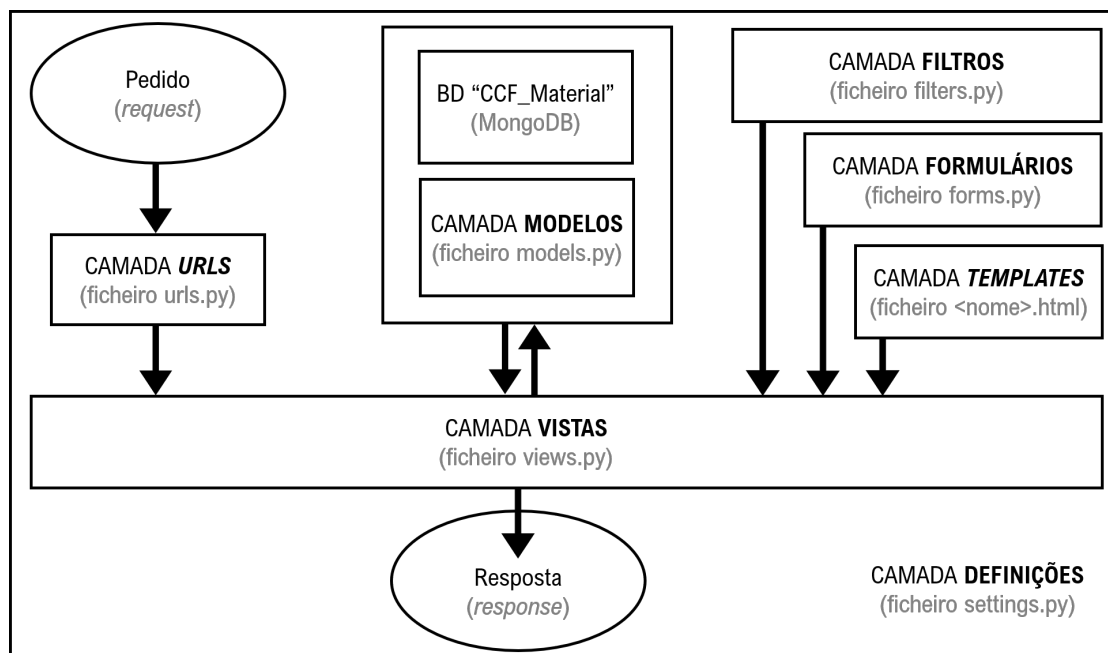 Pedido
(request)
CAMADA URLS
(ficheiro urls.py)
BD “CCF_Material”
(MongoDB)
CAMADA MODELOS
(ficheiro models.py)
CAMADA FILTROS
(ficheiro filters.py)
CAMADA FORMULÁRIOS
(ficheiro forms.py)
CAMADA TEMPLATES
(ficheiro <nome>.html)
CAMADA VISTAS
(ficheiro views.py)
Resposta
(response)
CAMADA DEFINIÇÕES
(ficheiro settings.py)